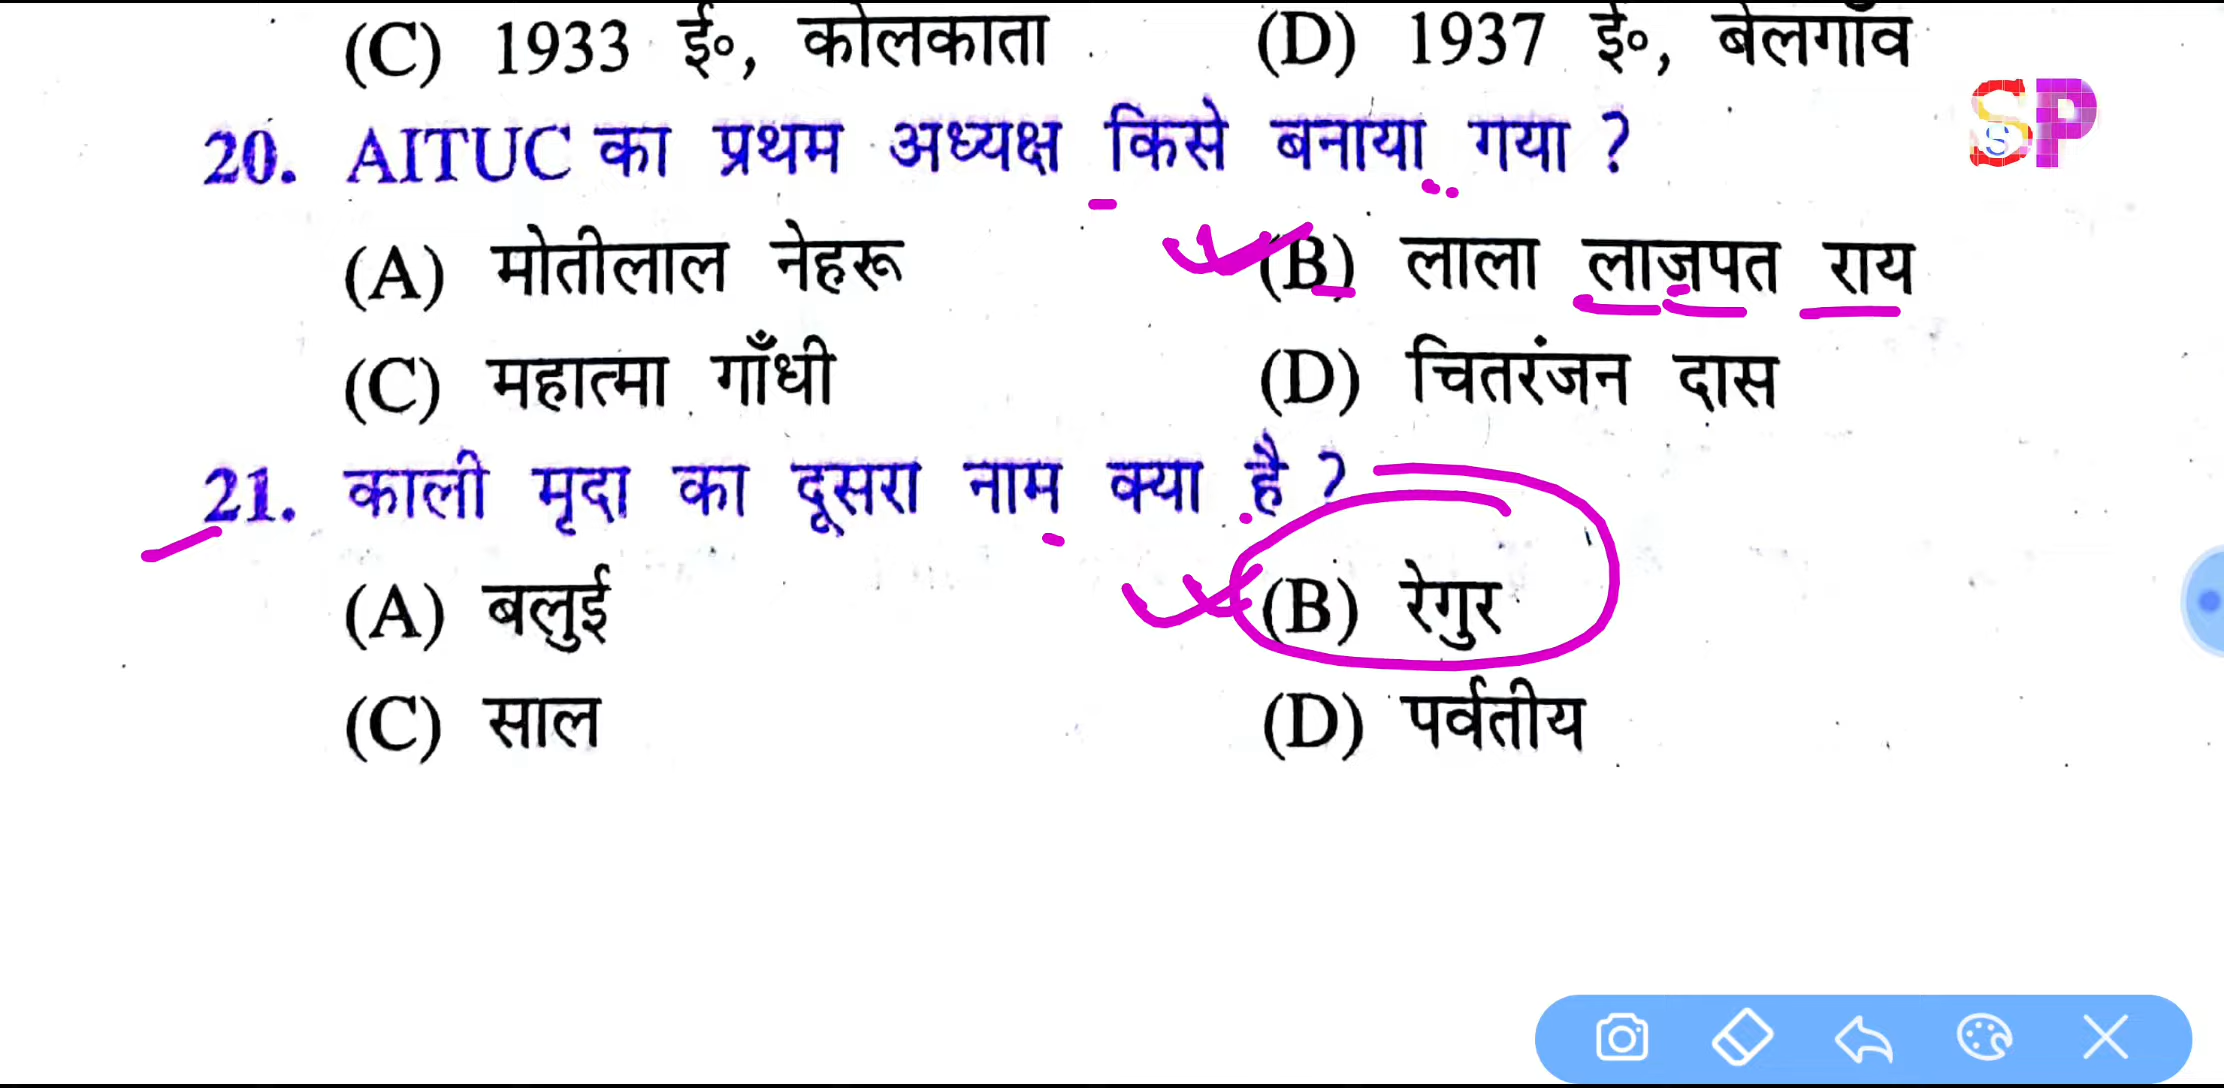 (C) 1933 ई०, कोलकाता (D) 1937 ई०, बेलगाँव
SP
S
20. AITUC का प्रथम अध्यक्ष किसे बनाया गया ?
(A) मोतीलाल नेहरू (B) लाला लाजपत राय
(C) महात्मा गाँधी (D) चितरंजन दास
21. काली मृदा का दूसरा नाम क्या है ?
(A) बलुई (B) रेगुर
(C) साल (D) पर्वतीय